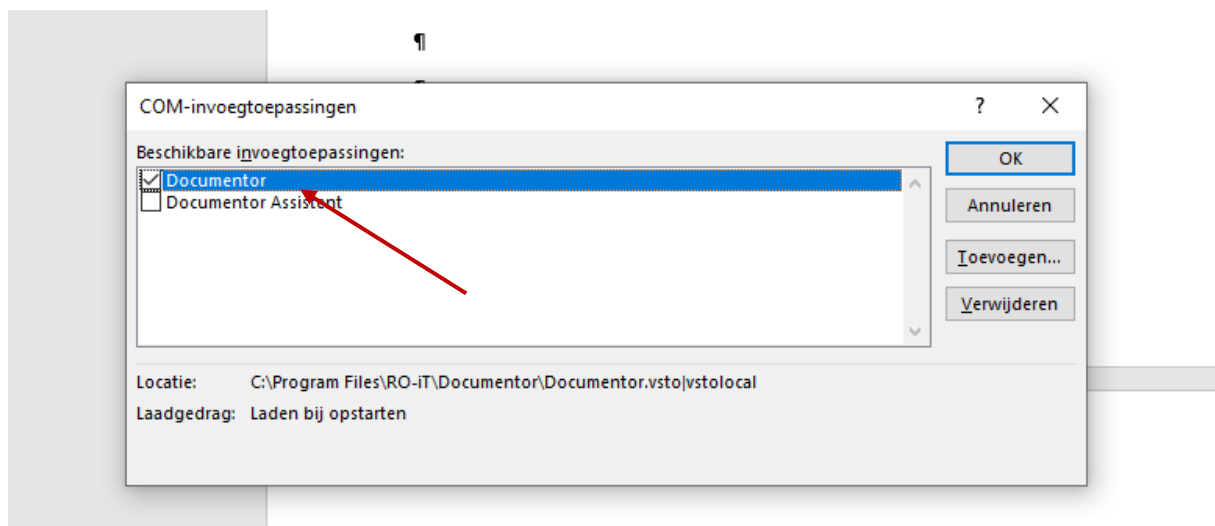 ¶
COM-invoegtoepassingen
?
Beschikbare invoegtoepassingen:
Documentor
Documentor Assistent
OK
Annuleren
Toevoegen...
Verwijderen
Locatie: C:\Program Files\RO-iT\Documentor\Documentor.vsto|vstolocal
Laadgedrag: Laden bij opstarten